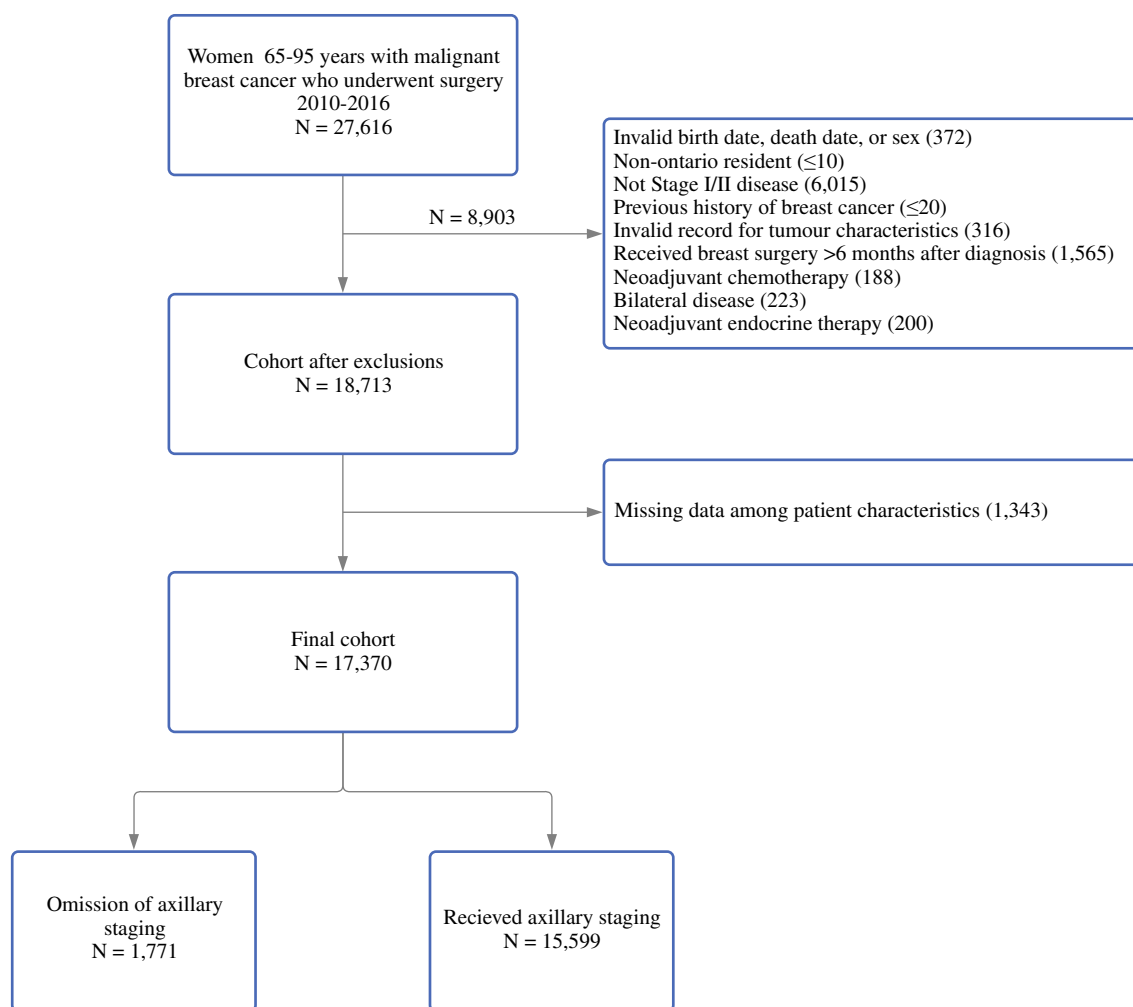 Women 65-95 years with malignant
breast cancer who underwent surgery
2010-2016
N = 27,616
N = 8,903
Invalid birth date, death date, or sex (372)
Non-ontario resident (≤10)
Not Stage I/II disease (6,015)
Previous history of breast cancer (≤20)
Invalid record for tumour characteristics (316)
Received breast surgery >6 months after diagnosis (1,565)
Neoadjuvant chemotherapy (188)
Bilateral disease (223)
Neoadjuvant endocrine therapy (200)
Cohort after exclusions
N = 18,713
Missing data among patient characteristics (1,343)
Final cohort
N = 17,370
Omission of axillary
staging
N = 1,771
Recieved axillary staging
N = 15,599